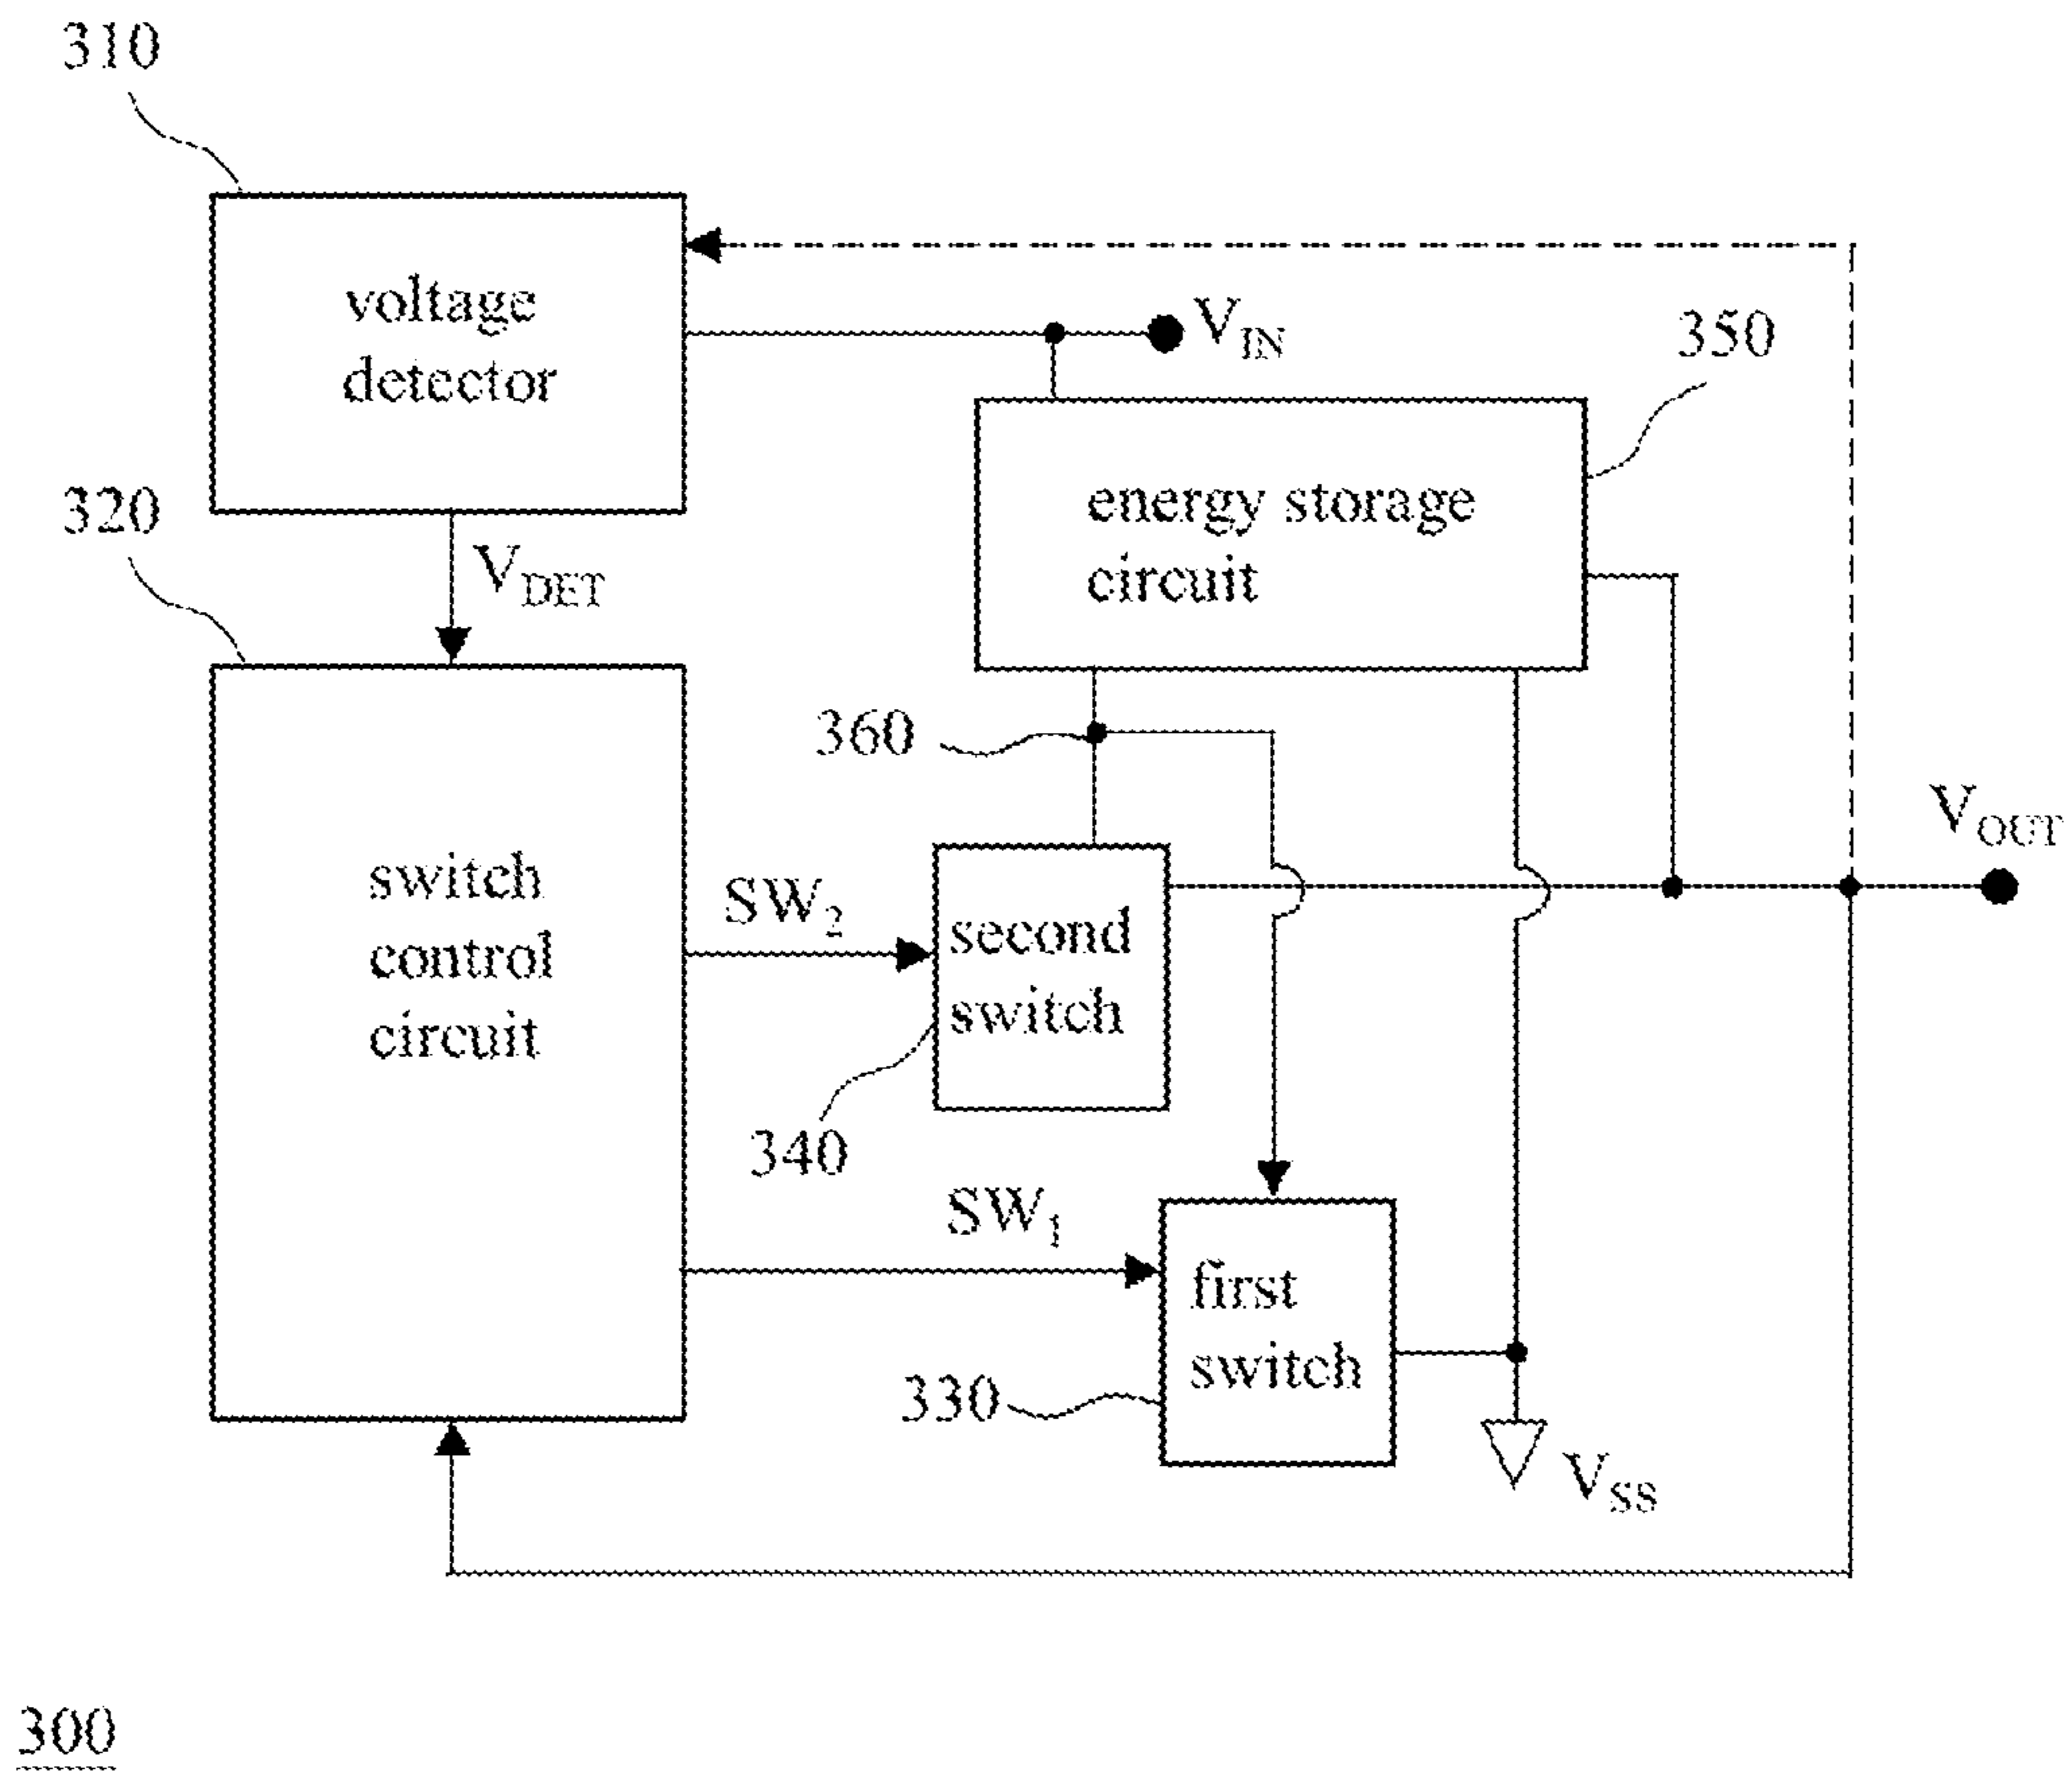 310
voltage
detector
V_IN
350
energy storage
circuit
320
V_DET
360
V_OUT
switch
control
circuit
SW_2
second
switch
340
SW_1
first
switch
330
V_SS
300